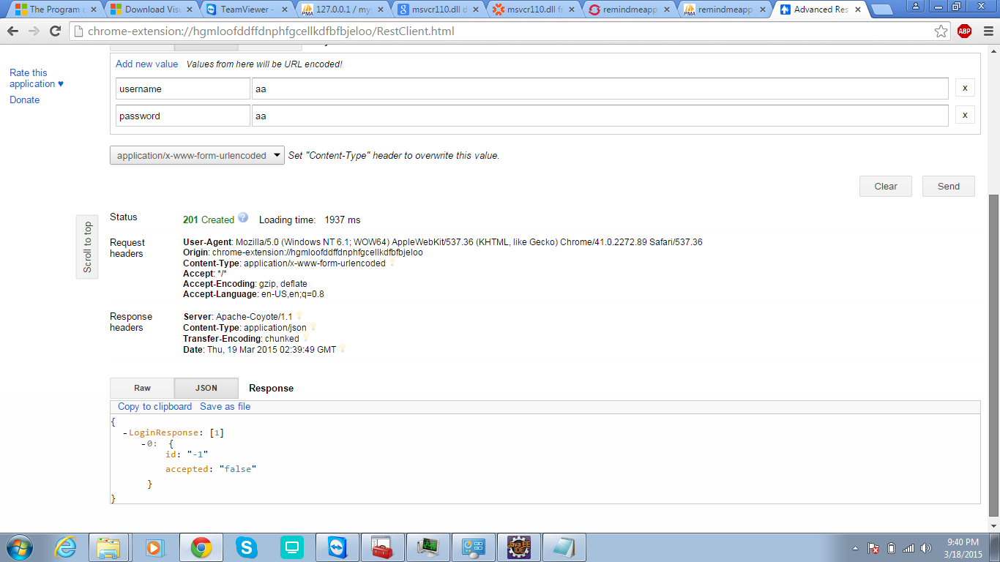 The Program c
Download Visu
TeamViewer -
127.0.0.1 / mys
msvcr110.dll d
msvcr110.dll fr
remindmeapp
remindmeapp
Advanced Res
chrome-extension://hgmloofddffdnphfgcellkdfbfbjeloo/RestClient.html
ABP
Rate this
application ♥
Donate
Add new value Values from here will be URL encoded!
username aa x
password aa x
application/x-www-form-urlencoded Set "Content-Type" header to overwrite this value.
Clear Send
Scroll to top
Status 201 Created ? Loading time: 1937 ms
Request
headers
User-Agent: Mozilla/5.0 (Windows NT 6.1; WOW64) AppleWebKit/537.36 (KHTML, like Gecko) Chrome/41.0.2272.89 Safari/537.36
Origin: chrome-extension://hgmloofddffdnphfgcellkdfbfbjeloo
Content-Type: application/x-www-form-urlencoded
Accept: */*
Accept-Encoding: gzip, deflate
Accept-Language: en-US,en;q=0.8
Response
headers
Server: Apache-Coyote/1.1
Content-Type: application/json
Transfer-Encoding: chunked
Date: Thu, 19 Mar 2015 02:39:49 GMT
Raw JSON Response
Copy to clipboard Save as file
{
-LoginResponse: [1]
-0: {
id: "-1"
accepted: "false"
}
}
Java EE
IDE
9:40 PM
3/18/2015